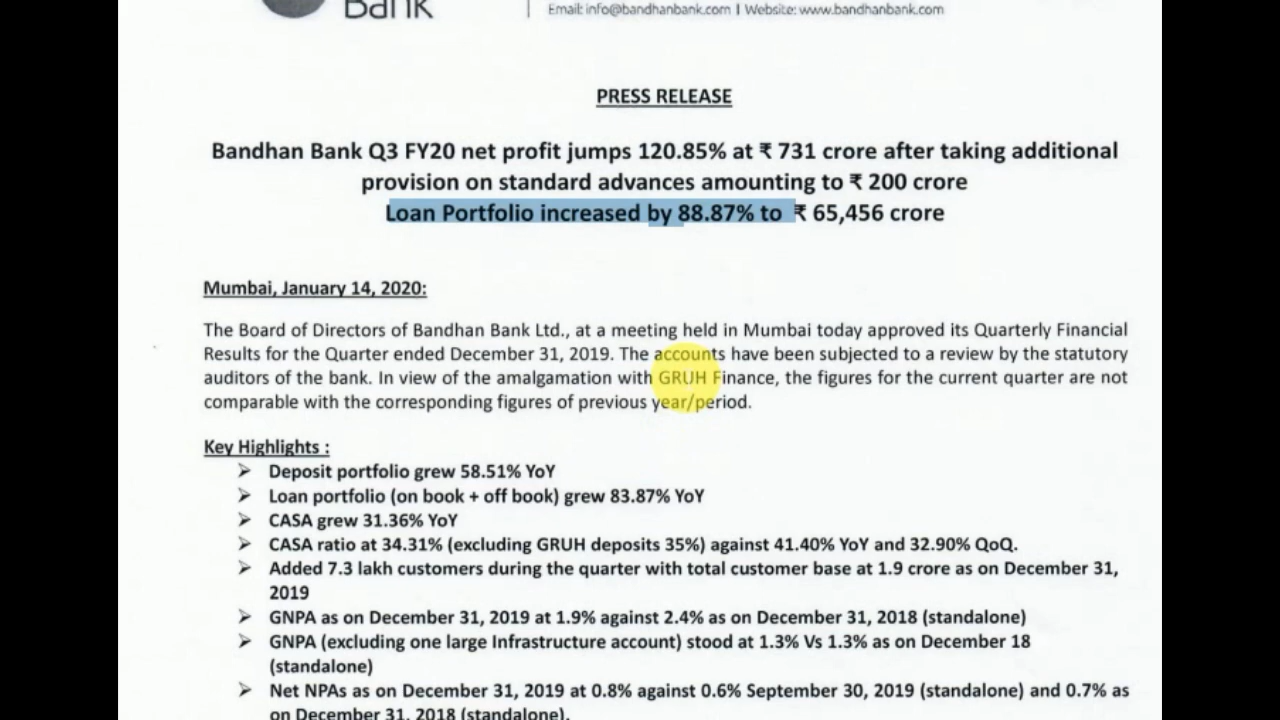 Bank
Email: info@bandhanbank.com | Website: www.bandhanbank.com
PRESS RELEASE
Bandhan Bank Q3 FY20 net profit jumps 120.85% at ₹ 731 crore after taking additional
provision on standard advances amounting to ₹ 200 crore
Loan Portfolio increased by 88.87% to ₹ 65,456 crore
Mumbai, January 14, 2020:
The Board of Directors of Bandhan Bank Ltd., at a meeting held in Mumbai today approved its Quarterly Financial
Results for the Quarter ended December 31, 2019. The accounts have been subjected to a review by the statutory
auditors of the bank. In view of the amalgamation with GRUH Finance, the figures for the current quarter are not
comparable with the corresponding figures of previous year/period.
Key Highlights :
➢ Deposit portfolio grew 58.51% YoY
➢ Loan portfolio (on book + off book) grew 83.87% YoY
➢ CASA grew 31.36% YoY
➢ CASA ratio at 34.31% (excluding GRUH deposits 35%) against 41.40% YoY and 32.90% QoQ.
➢ Added 7.3 lakh customers during the quarter with total customer base at 1.9 crore as on December 31,
2019
➢ GNPA as on December 31, 2019 at 1.9% against 2.4% as on December 31, 2018 (standalone)
➢ GNPA (excluding one large Infrastructure account) stood at 1.3% Vs 1.3% as on December 18
(standalone)
➢ Net NPAs as on December 31, 2019 at 0.8% against 0.6% September 30, 2019 (standalone) and 0.7% as
on December 31, 2018 (standalone).